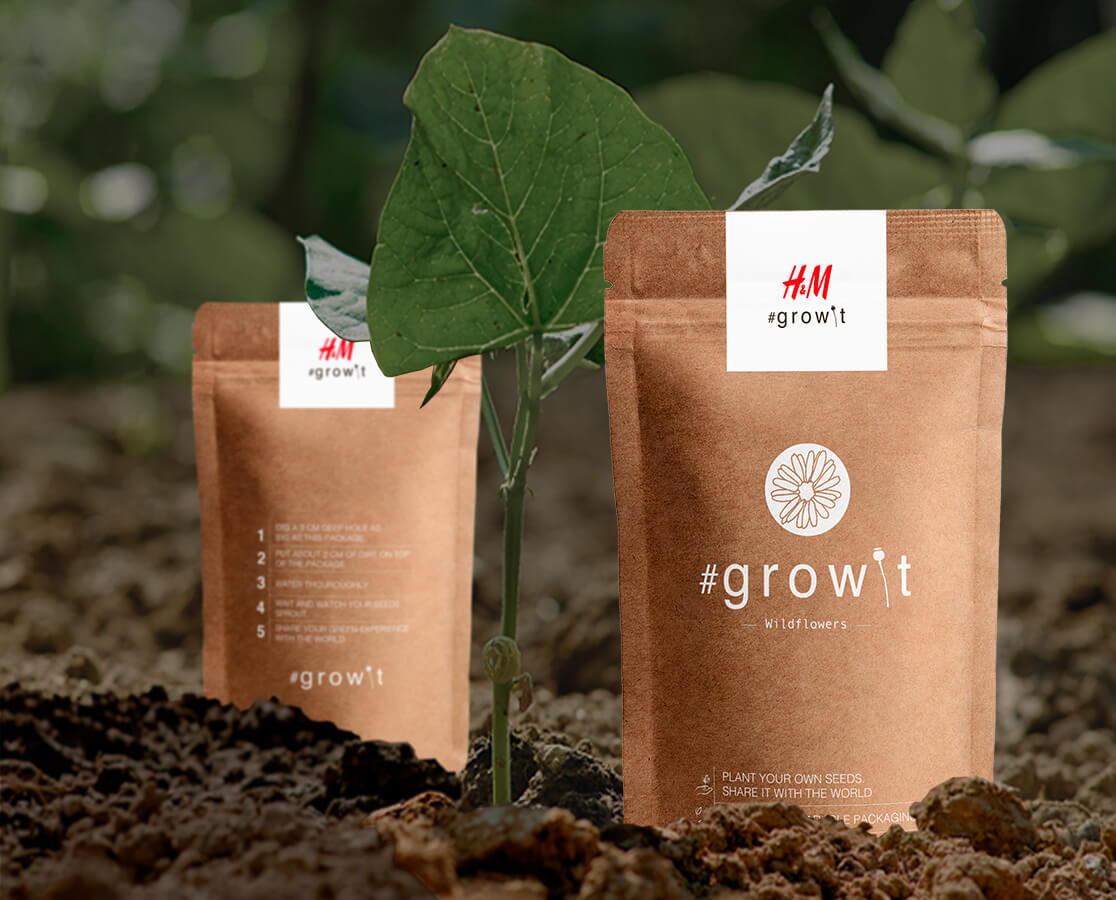 H&M
#growit
H&M
#growit
#growit
Wildflowers
1 DIG A 3 CM DEEP HOLE AS
BIG AS THIS PACKAGE
2 PUT ABOUT 2 CM OF DIRT ON TOP
OF THE PACKAGE
3 WATER THOUROUGHLY
4 WAIT AND WATCH YOUR SEEDS
SPROUT
5 SHARE YOUR GREEN-EXPERIENCE
WITH THE WORLD
#growit
PLANT YOUR OWN SEEDS.
SHARE IT WITH THE WORLD
PACKAGING